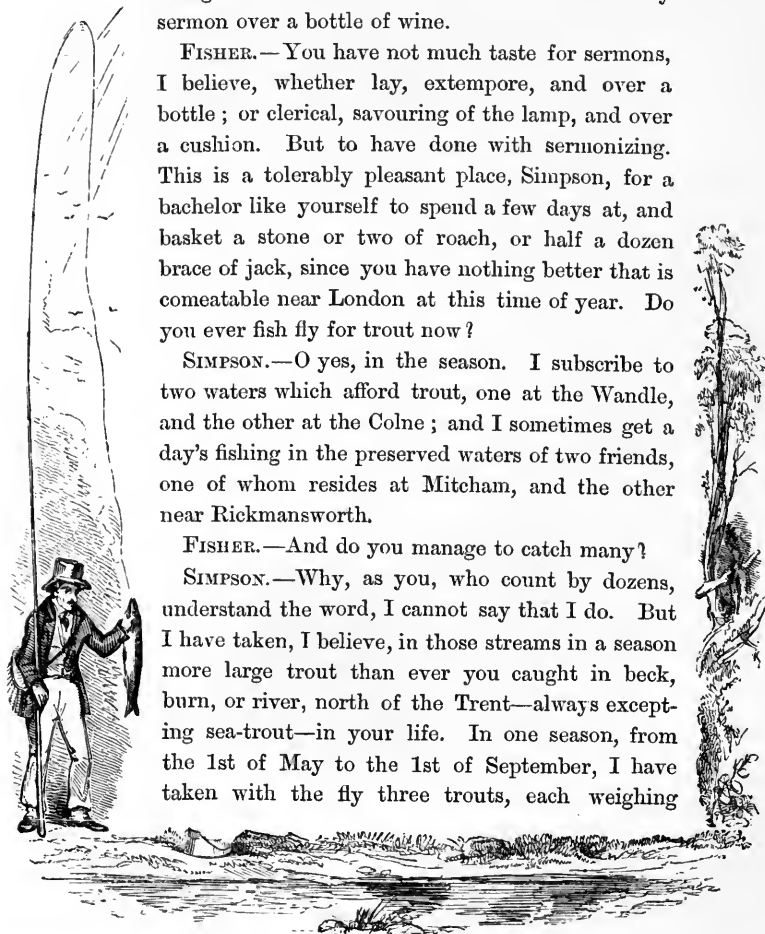 sermon over a bottle of wine.
FISHER.—You have not much taste for sermons,
I believe, whether lay, extempore, and over a
bottle ; or clerical, savouring of the lamp, and over
a cushion. But to have done with sermonizing.
This is a tolerably pleasant place, Simpson, for a
bachelor like yourself to spend a few days at, and
basket a stone or two of roach, or half a dozen
brace of jack, since you have nothing better that is
comeatable near London at this time of year. Do
you ever fish fly for trout now ?
SIMPSON.—O yes, in the season. I subscribe to
two waters which afford trout, one at the Wandle,
and the other at the Colne ; and I sometimes get a
day's fishing in the preserved waters of two friends,
one of whom resides at Mitcham, and the other
near Rickmansworth.
FISHER.—And do you manage to catch many ?
SIMPSON.—Why, as you, who count by dozens,
understand the word, I cannot say that I do. But
I have taken, I believe, in those streams in a season
more large trout than ever you caught in beck,
burn, or river, north of the Trent—always except-
ing sea-trout—in your life. In one season, from
the 1st of May to the 1st of September, I have
taken with the fly three trouts, each weighing